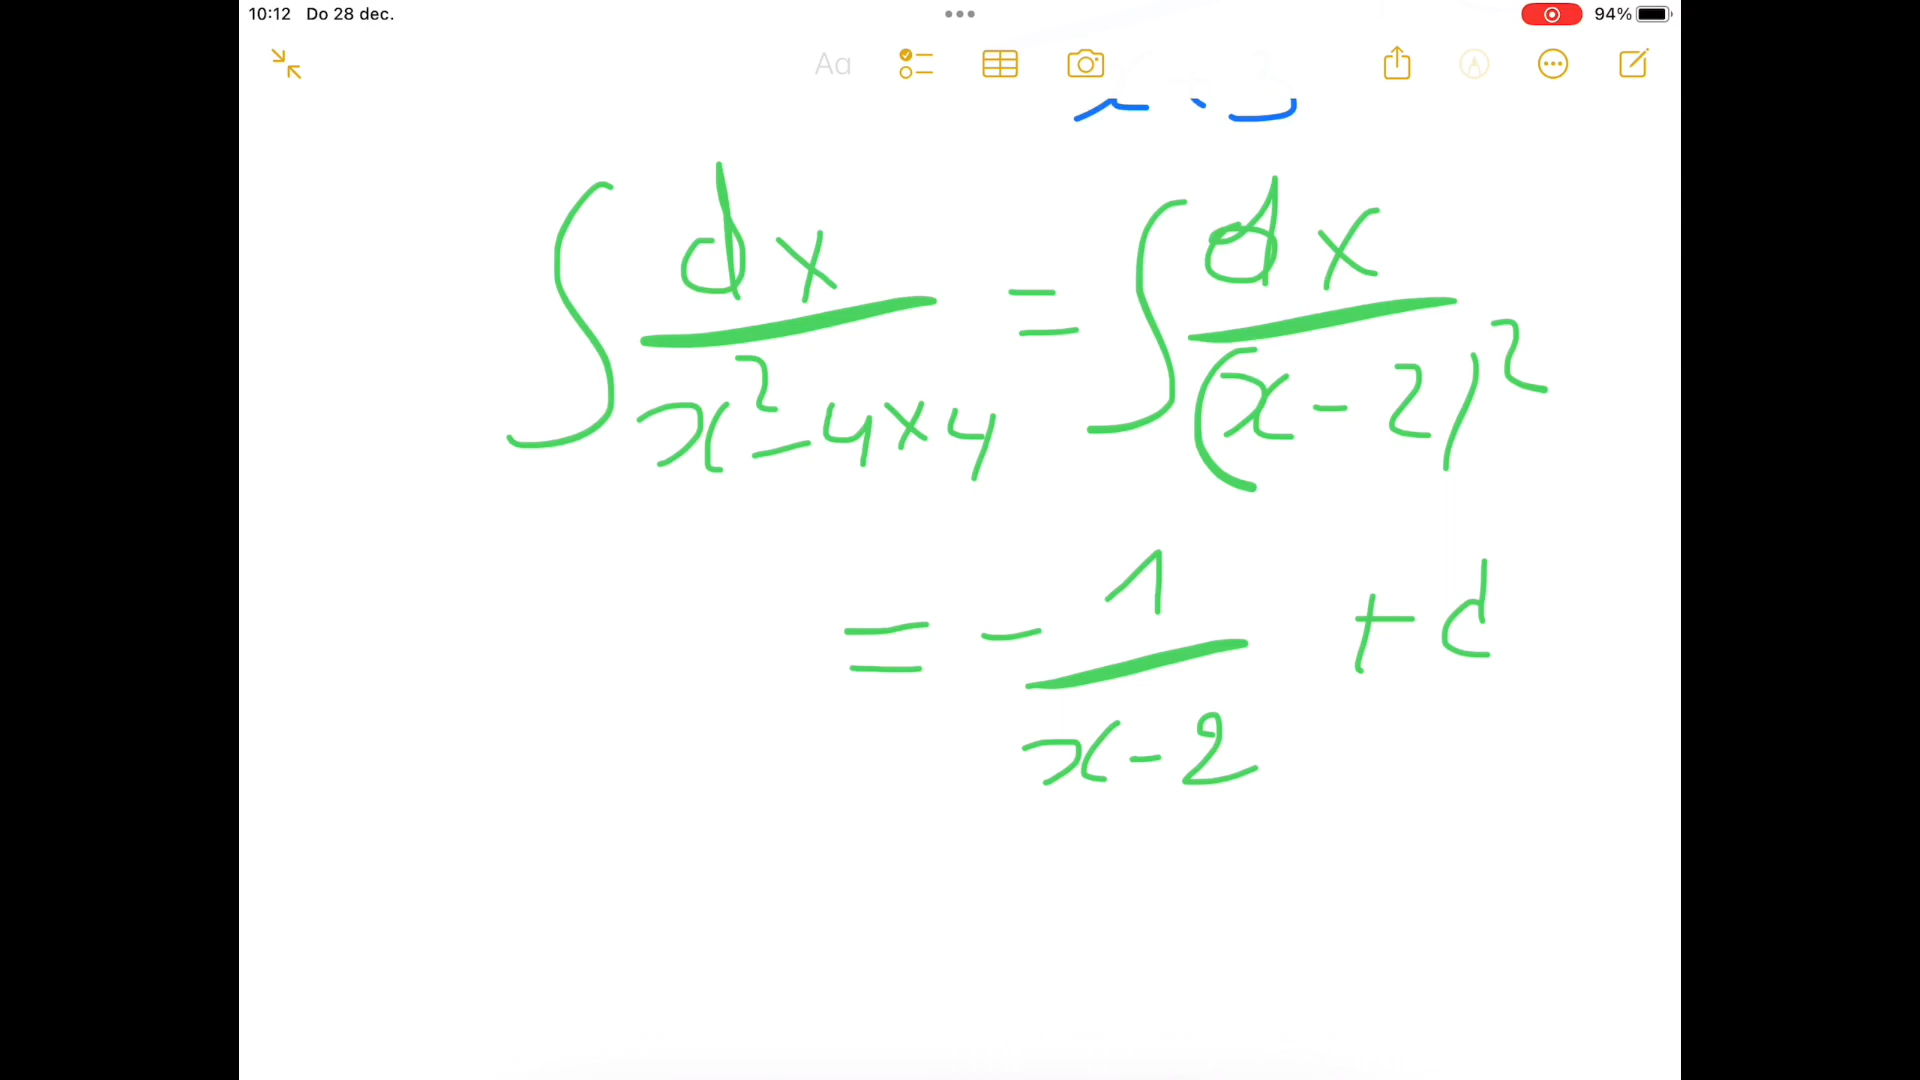 10:12 Do 28 dec. 94%
Aa
∫ dx / x² - 4x4 = ∫ dx / (x - 2)²
= - 1 / x - 2 + d